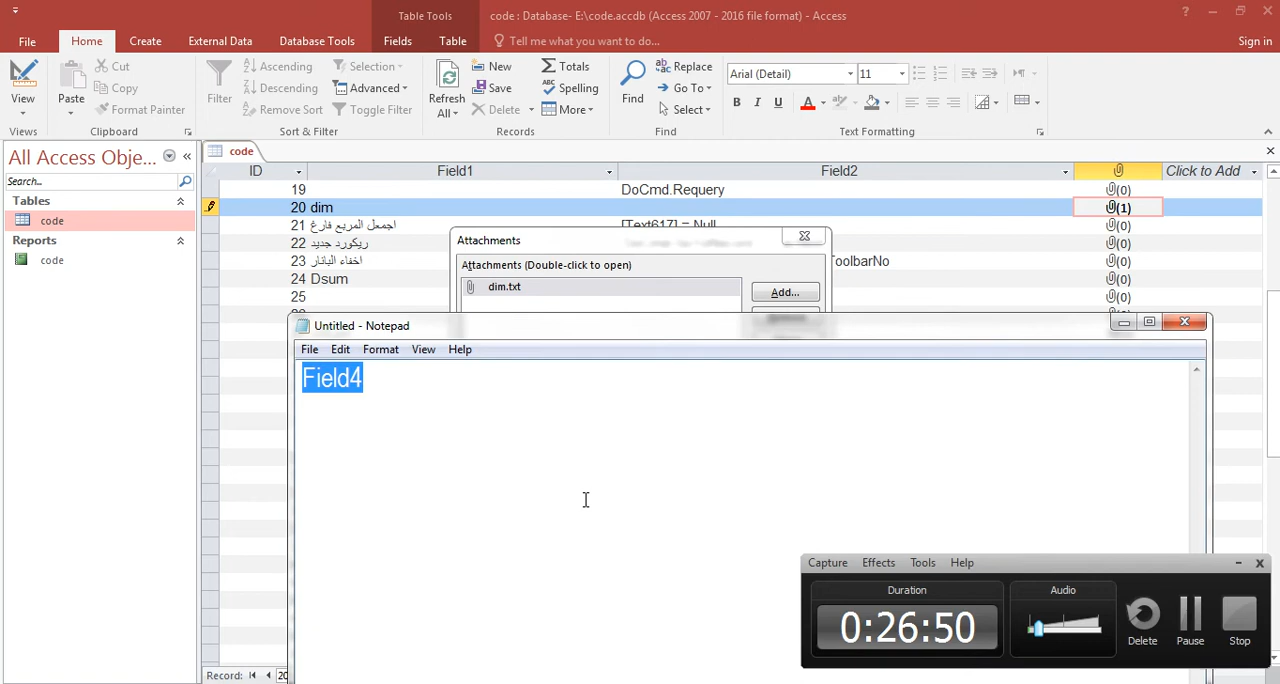 Table Tools
code : Database- E:\code.accdb (Access 2007 - 2016 file format) - Access
?
File Home Create External Data Database Tools Fields Table Tell me what you want to do... Sign in
View
Views
Paste
Cut
Copy
Format Painter
Clipboard
Filter
Ascending
Descending
Remove Sort
Selection
Advanced
Toggle Filter
Sort & Filter
Refresh
All
New
Save
Delete
Totals
Spelling
More
Records
Find
Replace
Go To
Select
Find
Arial (Detail) 11
B I U A
Text Formatting
All Access Obje... «
Search...
Tables
code
Reports
code
code
ID Field1 Field2 Click to Add
19 DoCmd.Requery (0)
20 dim (1)
21 اجمعل المربع فارغ [Text617] = Null (0)
22 ريكورد جديد (0)
23 اخفاء الباتار ToolbarNo (0)
24 Dsum (0)
25 (0)
Attachments
Attachments (Double-click to open)
dim.txt
Add...
Untitled - Notepad
File Edit Format View Help
Field4
Capture Effects Tools Help
Duration
0:26:50
Audio
Delete
Pause
Stop
Record: 20